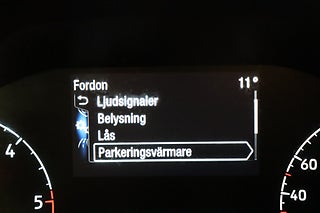 Fordon 11°
Ljudsignaler
Belysning
Lås
Parkeringsvärmare
4
5
60
40